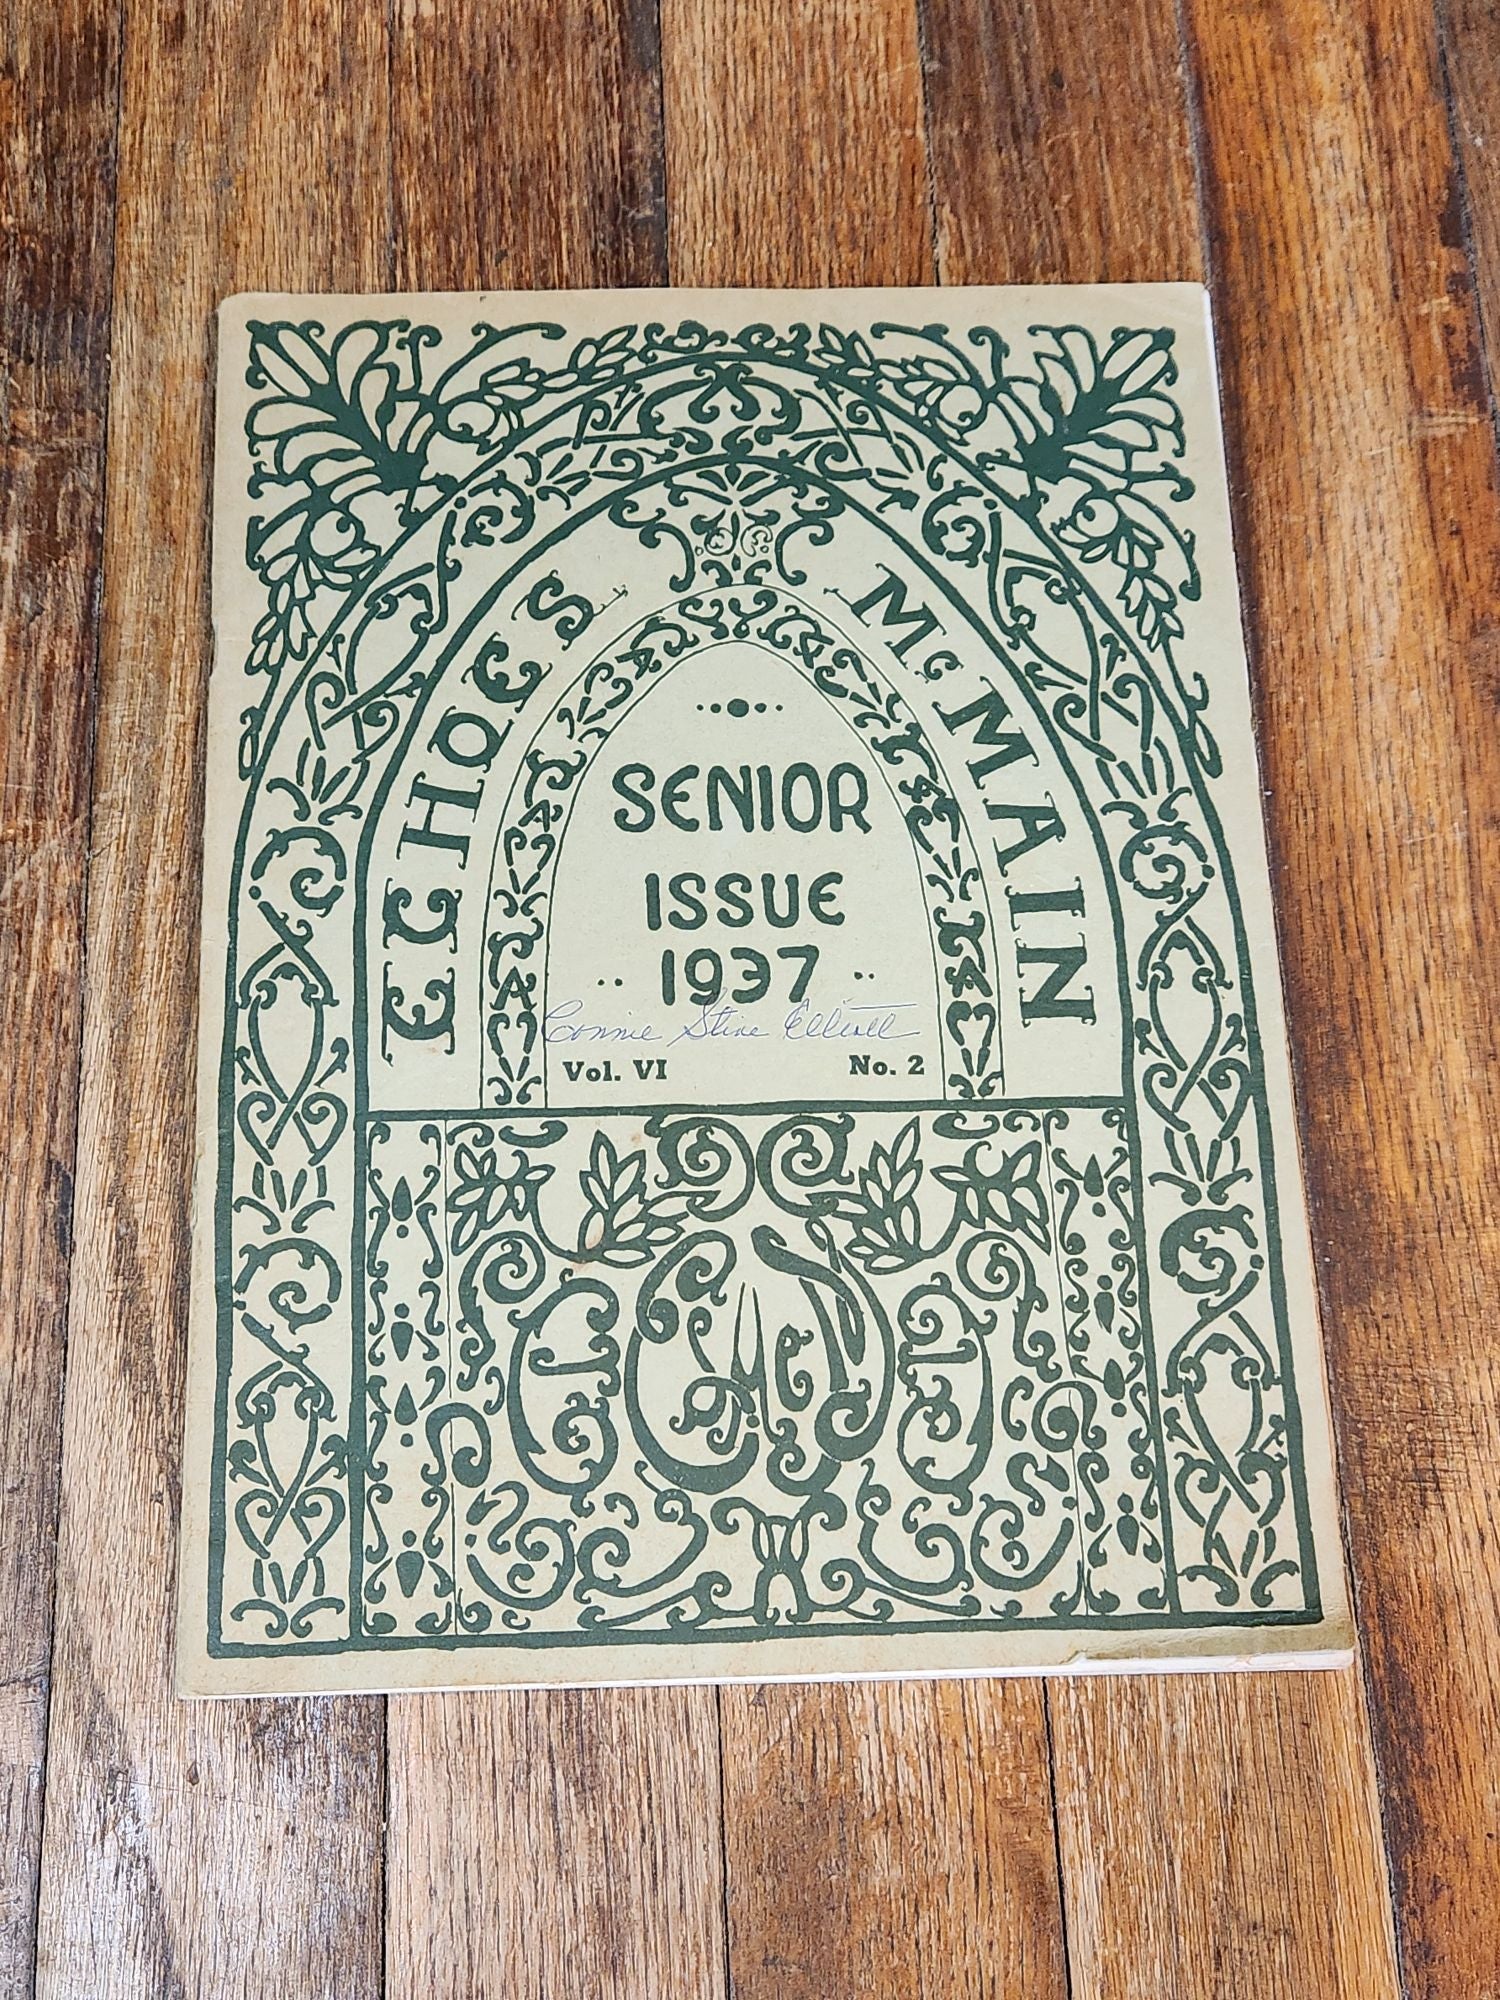 ECHOES McMAIN
SENIOR
ISSUE
1937
Connie Stine Elliott
Vol. VI No. 2